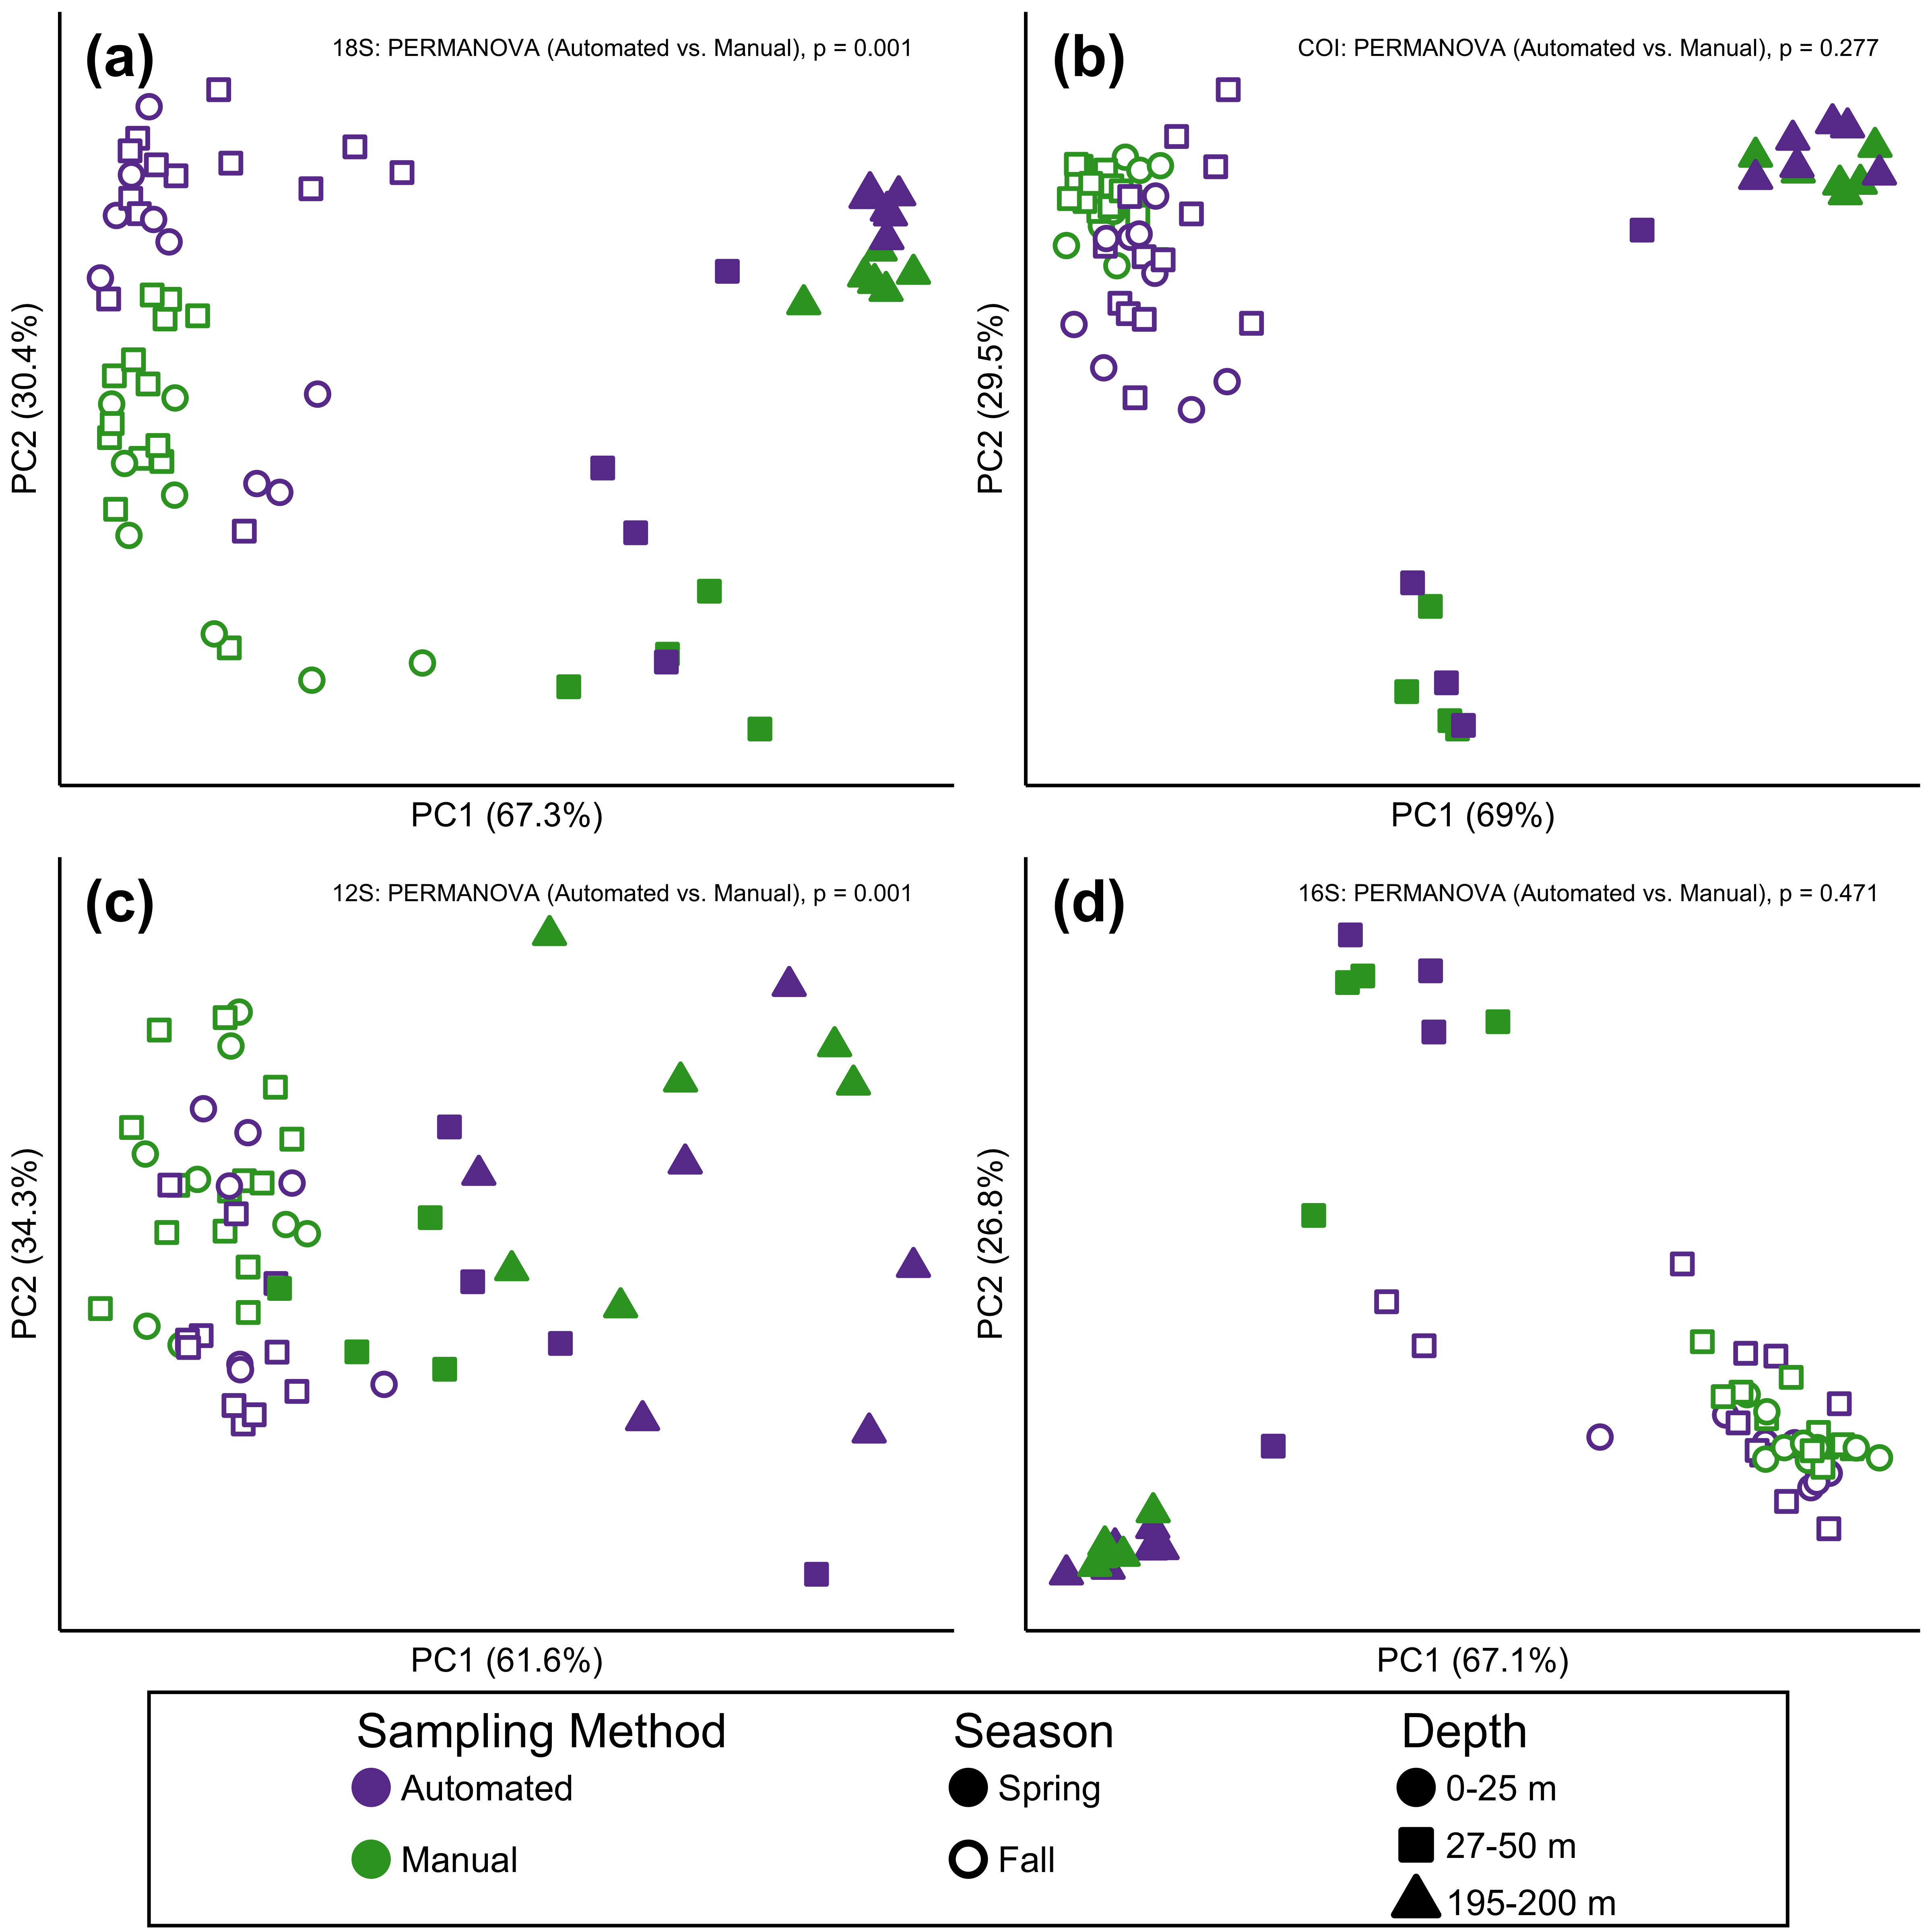 (a)
18S: PERMANOVA (Automated vs. Manual), p = 0.001
PC2 (30.4%)
PC1 (67.3%)
(b)
COI: PERMANOVA (Automated vs. Manual), p = 0.277
PC2 (29.5%)
PC1 (69%)
(c)
12S: PERMANOVA (Automated vs. Manual), p = 0.001
PC2 (34.3%)
PC1 (61.6%)
(d)
16S: PERMANOVA (Automated vs. Manual), p = 0.471
PC2 (26.8%)
PC1 (67.1%)
Sampling Method
Automated
Manual
Season
Spring
Fall
Depth
0-25 m
27-50 m
195-200 m